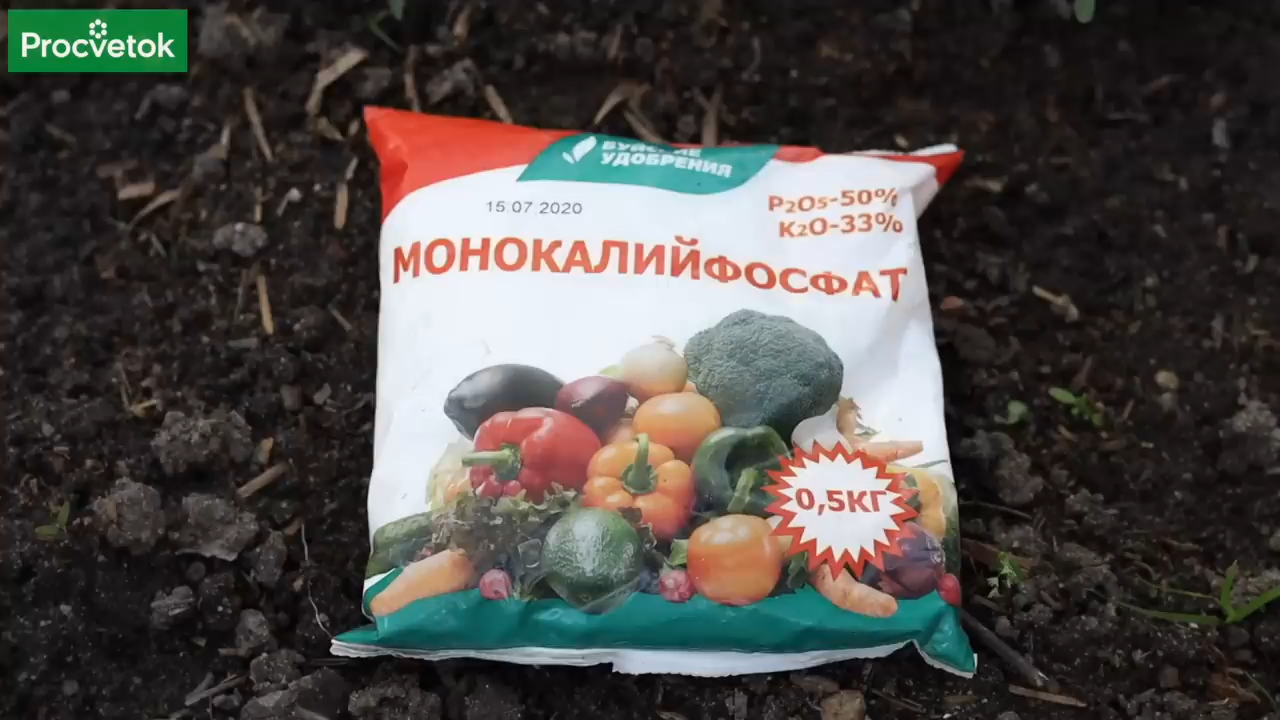 Procvetok
БУЙСКИЕ
УДОБРЕНИЯ
15.07.2020
P2O5-50%
K2O-33%
МОНОКАЛИЙФОСФАТ
0,5КГ